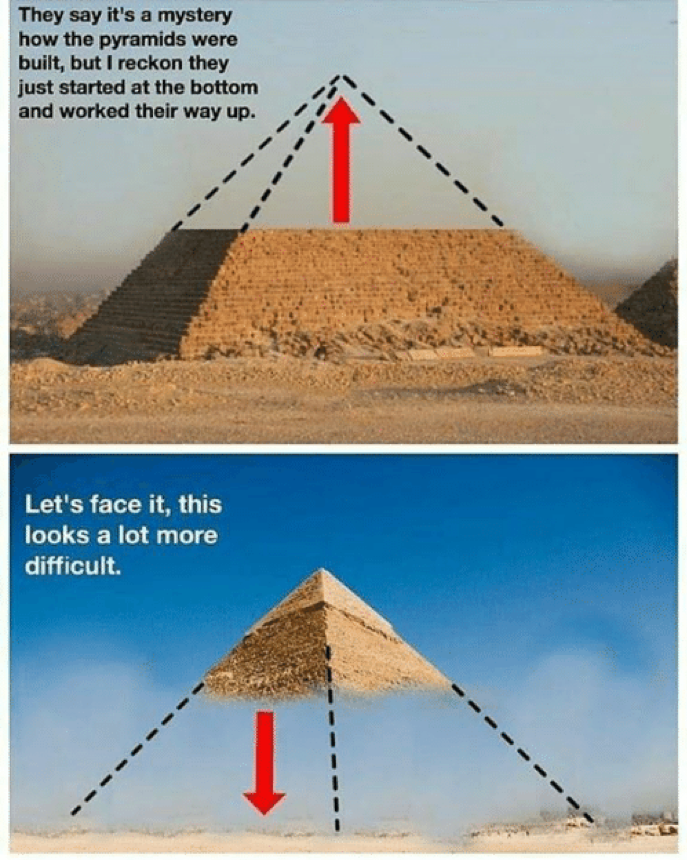 They say it's a mystery
how the pyramids were
built, but I reckon they
just started at the bottom
and worked their way up.
Let's face it, this
looks a lot more
difficult.